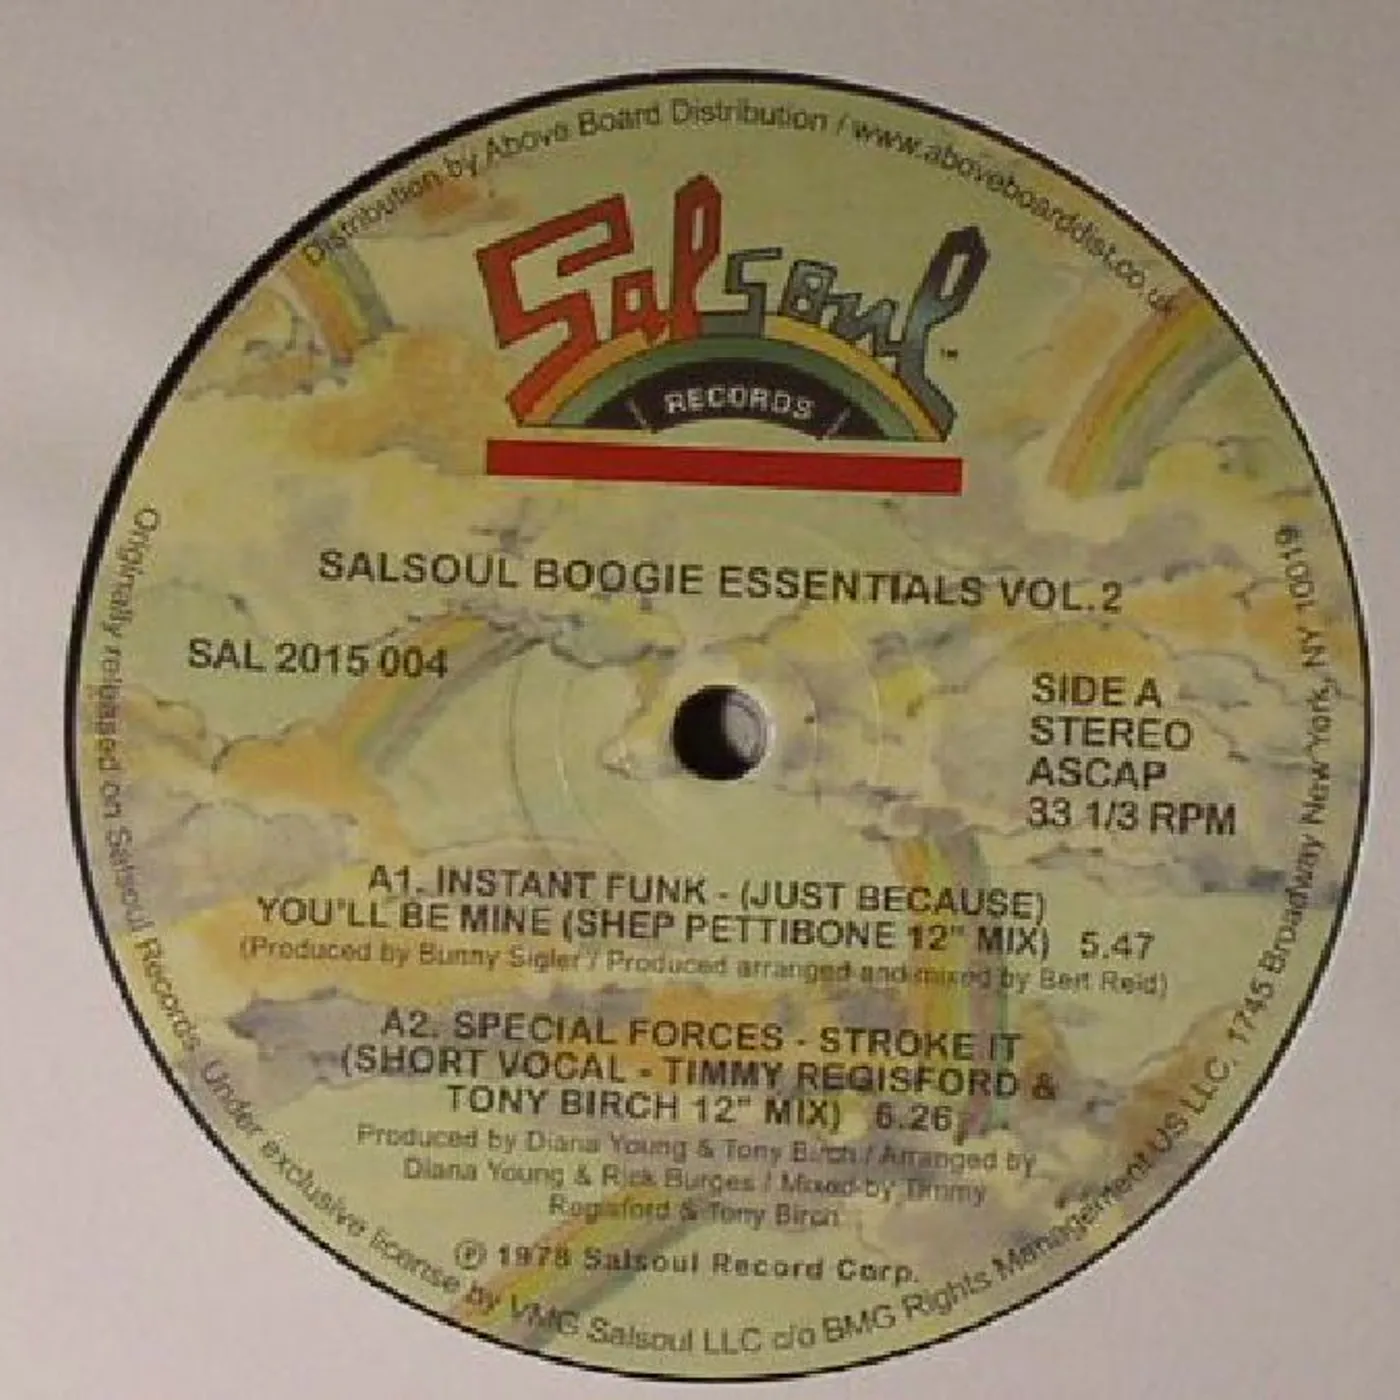 Distribution by Above Board Distribution / www.aboveboarddist.co.uk
Salsoul
™
RECORDS
SALSOUL BOOGIE ESSENTIALS VOL.2
SAL 2015 004
SIDE A
STEREO
ASCAP
33 1/3 RPM
A1. INSTANT FUNK - (JUST BECAUSE)
YOU'LL BE MINE (SHEP PETTIBONE 12" MIX) 5.47
(Produced by Bunny Sigler / Produced arranged and mixed by Bert Reid)
A2. SPECIAL FORCES - STROKE IT
(SHORT VOCAL - TIMMY REGISFORD &
TONY BIRCH 12" MIX) 6.26
Produced by Diana Young & Tony Birch / Arranged by
Diana Young & Rick Burges / Mixed by Timmy
Regisford & Tony Birch
℗ 1978 Salsoul Record Corp.
Originally released on Salsoul Records. Under exclusive license by VMG Salsoul LLC c/o BMG Rights Management US LLC. 1745 Broadway New York, NY 10019